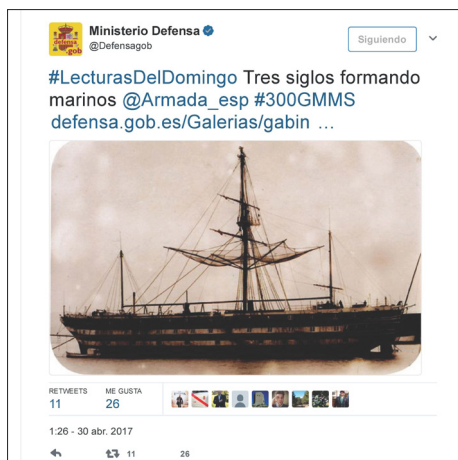 Ministerio Defensa
@Defensagob
Siguiendo
#LecturasDelDomingo Tres siglos formando
marinos @Armada_esp #300GMMS
defensa.gob.es/Galerias/gabin ...
RETWEETS
11
ME GUSTA
26
1:26 - 30 abr. 2017
11
26